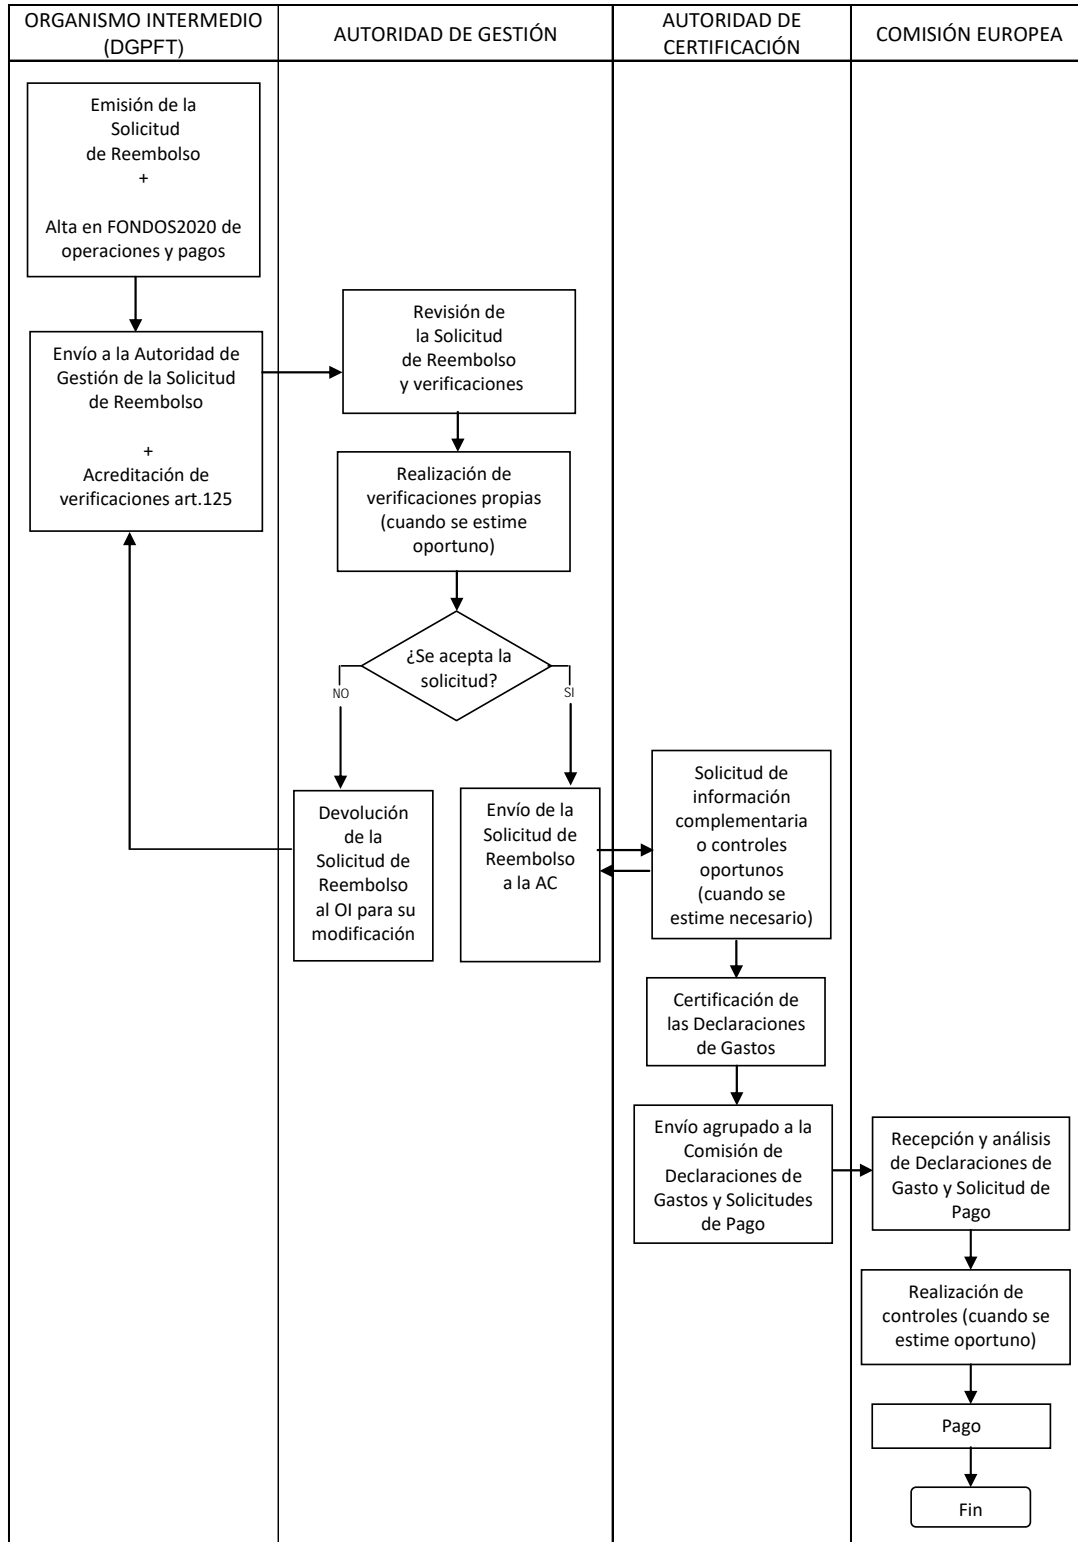 ORGANISMO INTERMEDIO
(DGPFT)
AUTORIDAD DE GESTIÓN
AUTORIDAD DE
CERTIFICACIÓN
COMISIÓN EUROPEA
Emisión de la
Solicitud
de Reembolso
+
Alta en FONDOS2020 de
operaciones y pagos
Envío a la Autoridad de
Gestión de la Solicitud
de Reembolso
+
Acreditación de
verificaciones art.125
Revisión de
la Solicitud
de Reembolso
y verificaciones
Realización de
verificaciones propias
(cuando se estime
oportuno)
¿Se acepta la
solicitud?
NO
SI
Devolución
de la
Solicitud de
Reembolso
al OI para su
modificación
Envío de la
Solicitud de
Reembolso
a la AC
Solicitud de
información
complementaria
o controles
oportunos
(cuando se
estime necesario)
Certificación de
las Declaraciones
de Gastos
Envío agrupado a la
Comisión de
Declaraciones de
Gastos y Solicitudes
de Pago
Recepción y análisis
de Declaraciones de
Gasto y Solicitud de
Pago
Realización de
controles (cuando se
estime oportuno)
Pago
Fin